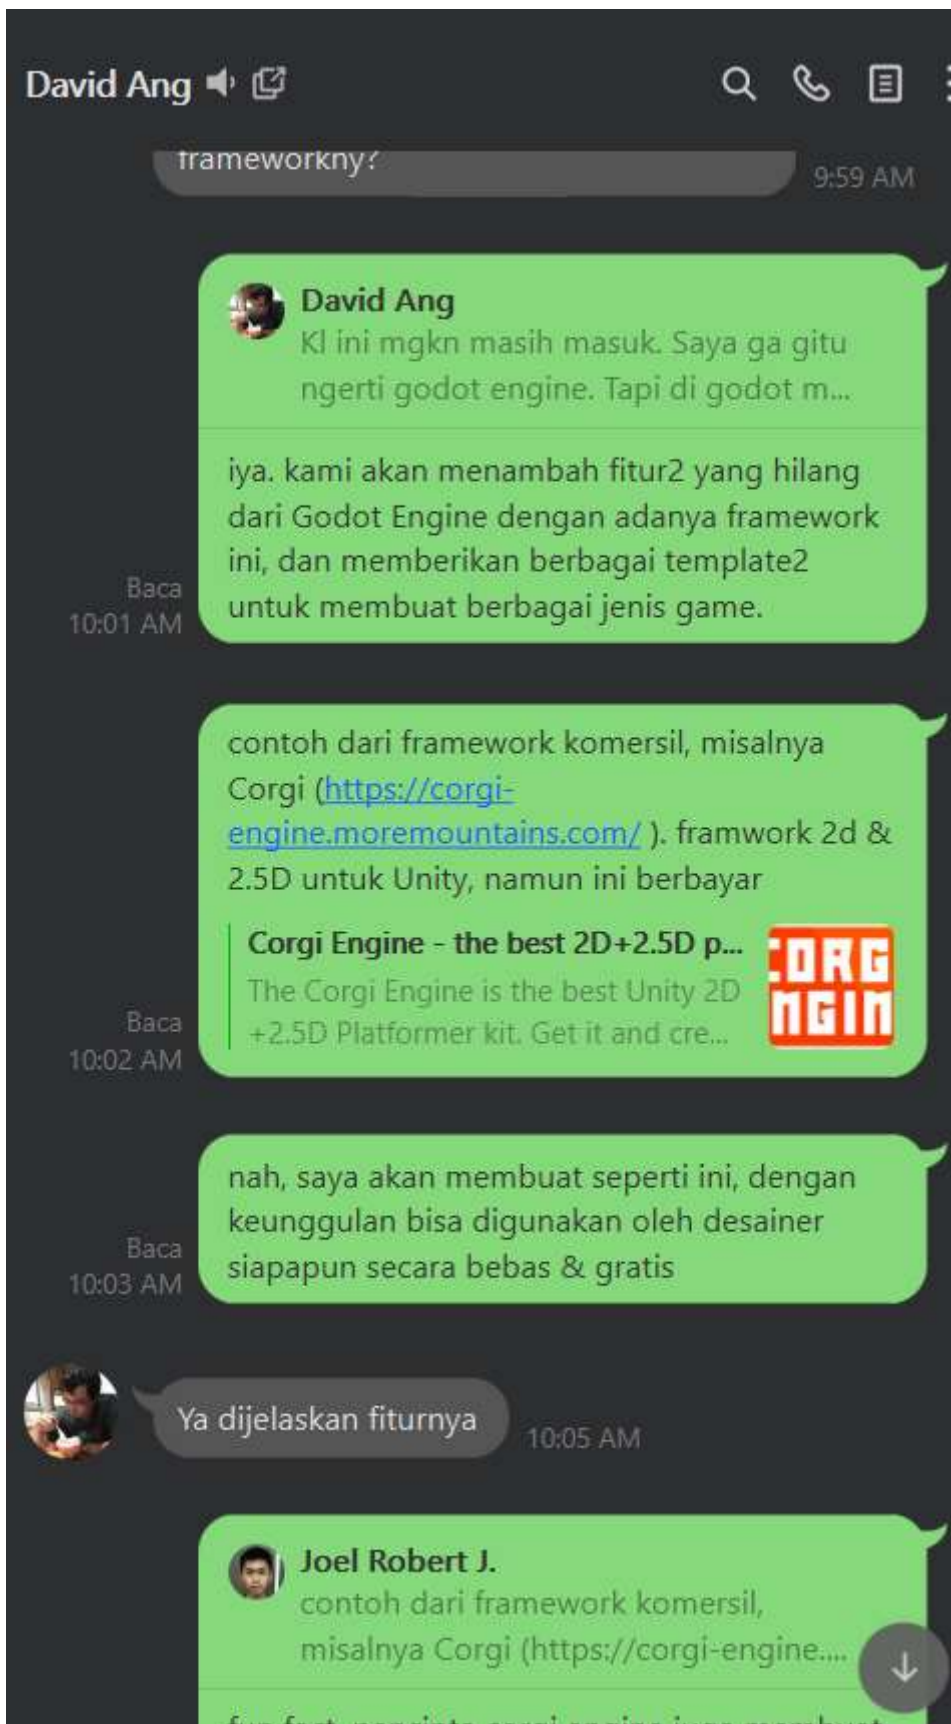 David Ang
frameworkny?
9:59 AM
David Ang
Kl ini mgkn masih masuk. Saya ga gitu
ngerti godot engine. Tapi di godot m...
iya. kami akan menambah fitur2 yang hilang
dari Godot Engine dengan adanya framework
ini, dan memberikan berbagai template2
untuk membuat berbagai jenis game.
Baca
10:01 AM
contoh dari framework komersil, misalnya
Corgi (https://corgi-
engine.moremountains.com/ ). framwork 2d &
2.5D untuk Unity, namun ini berbayar
Corgi Engine - the best 2D+2.5D p...
The Corgi Engine is the best Unity 2D
+2.5D Platformer kit. Get it and cre...
CORG
NGIN
Baca
10:02 AM
nah, saya akan membuat seperti ini, dengan
keunggulan bisa digunakan oleh desainer
siapapun secara bebas & gratis
Baca
10:03 AM
Ya dijelaskan fiturnya
10:05 AM
Joel Robert J.
contoh dari framework komersil,
misalnya Corgi (https://corgi-engine....